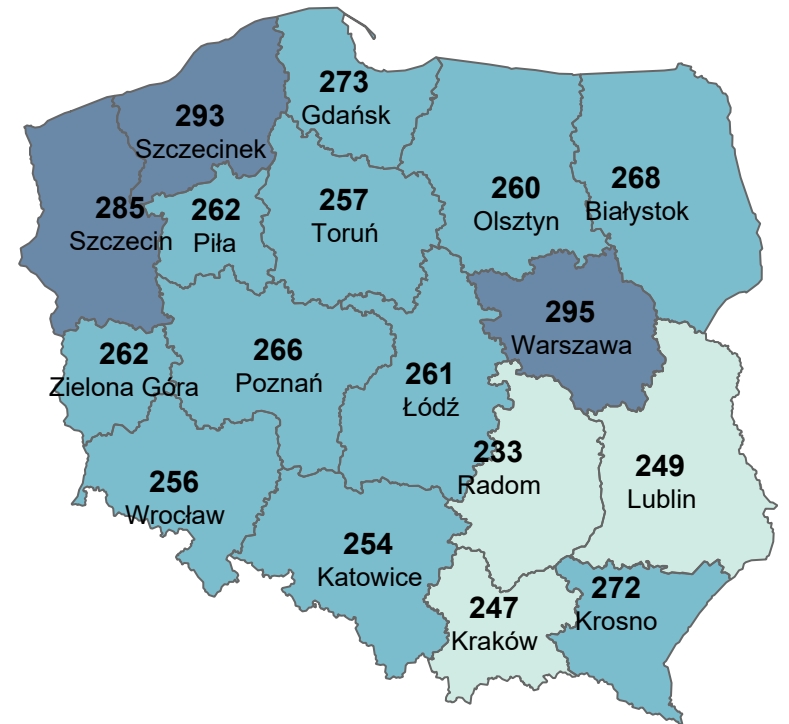 273
Gdańsk
293
Szczecinek
268
Białystok
260
Olsztyn
257
Toruń
285
Szczecin
262
Piła
295
Warszawa
262
Zielona Góra
266
Poznań
261
Łódź
233
Radom
249
Lublin
256
Wrocław
254
Katowice
272
Krosno
247
Kraków